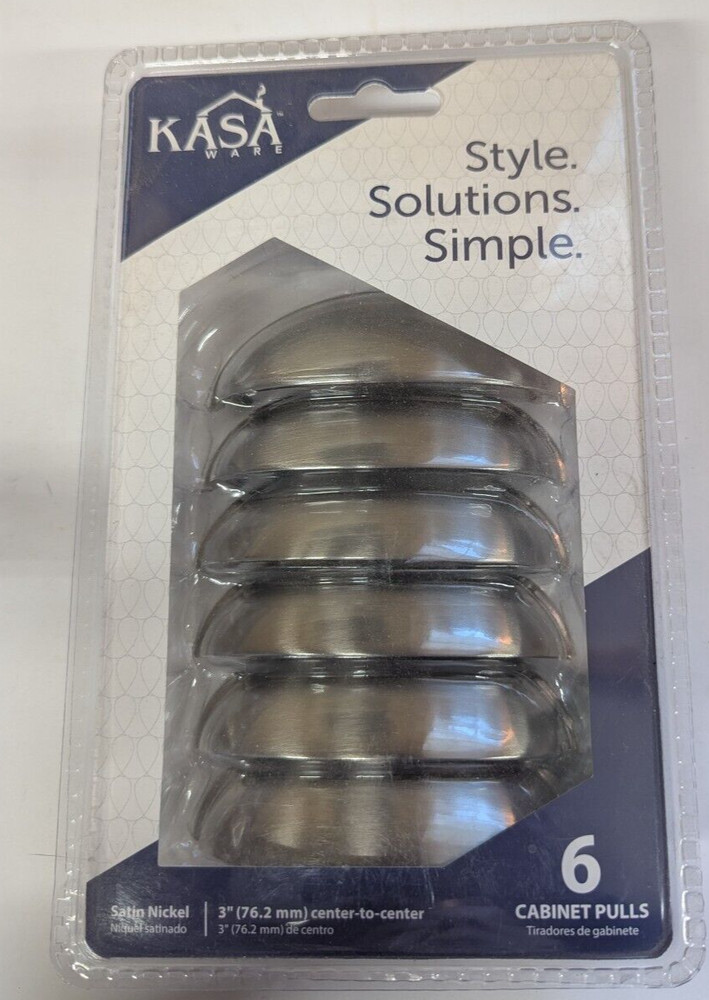 KASA™
WARE
Style.
Solutions.
Simple.
6
CABINET PULLS
Tiradores de gabinete
Satin Nickel
Níquel satinado
3" (76.2 mm) center-to-center
3" (76.2 mm) de centro